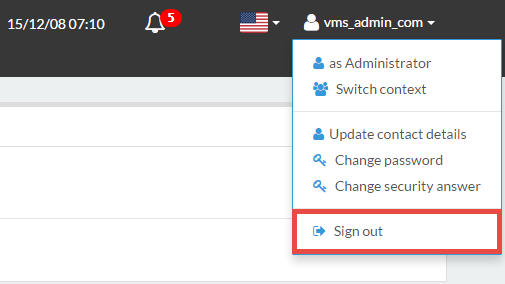 15/12/08 07:10
5
vms_admin_com
as Administrator
Switch context
Update contact details
Change password
Change security answer
Sign out